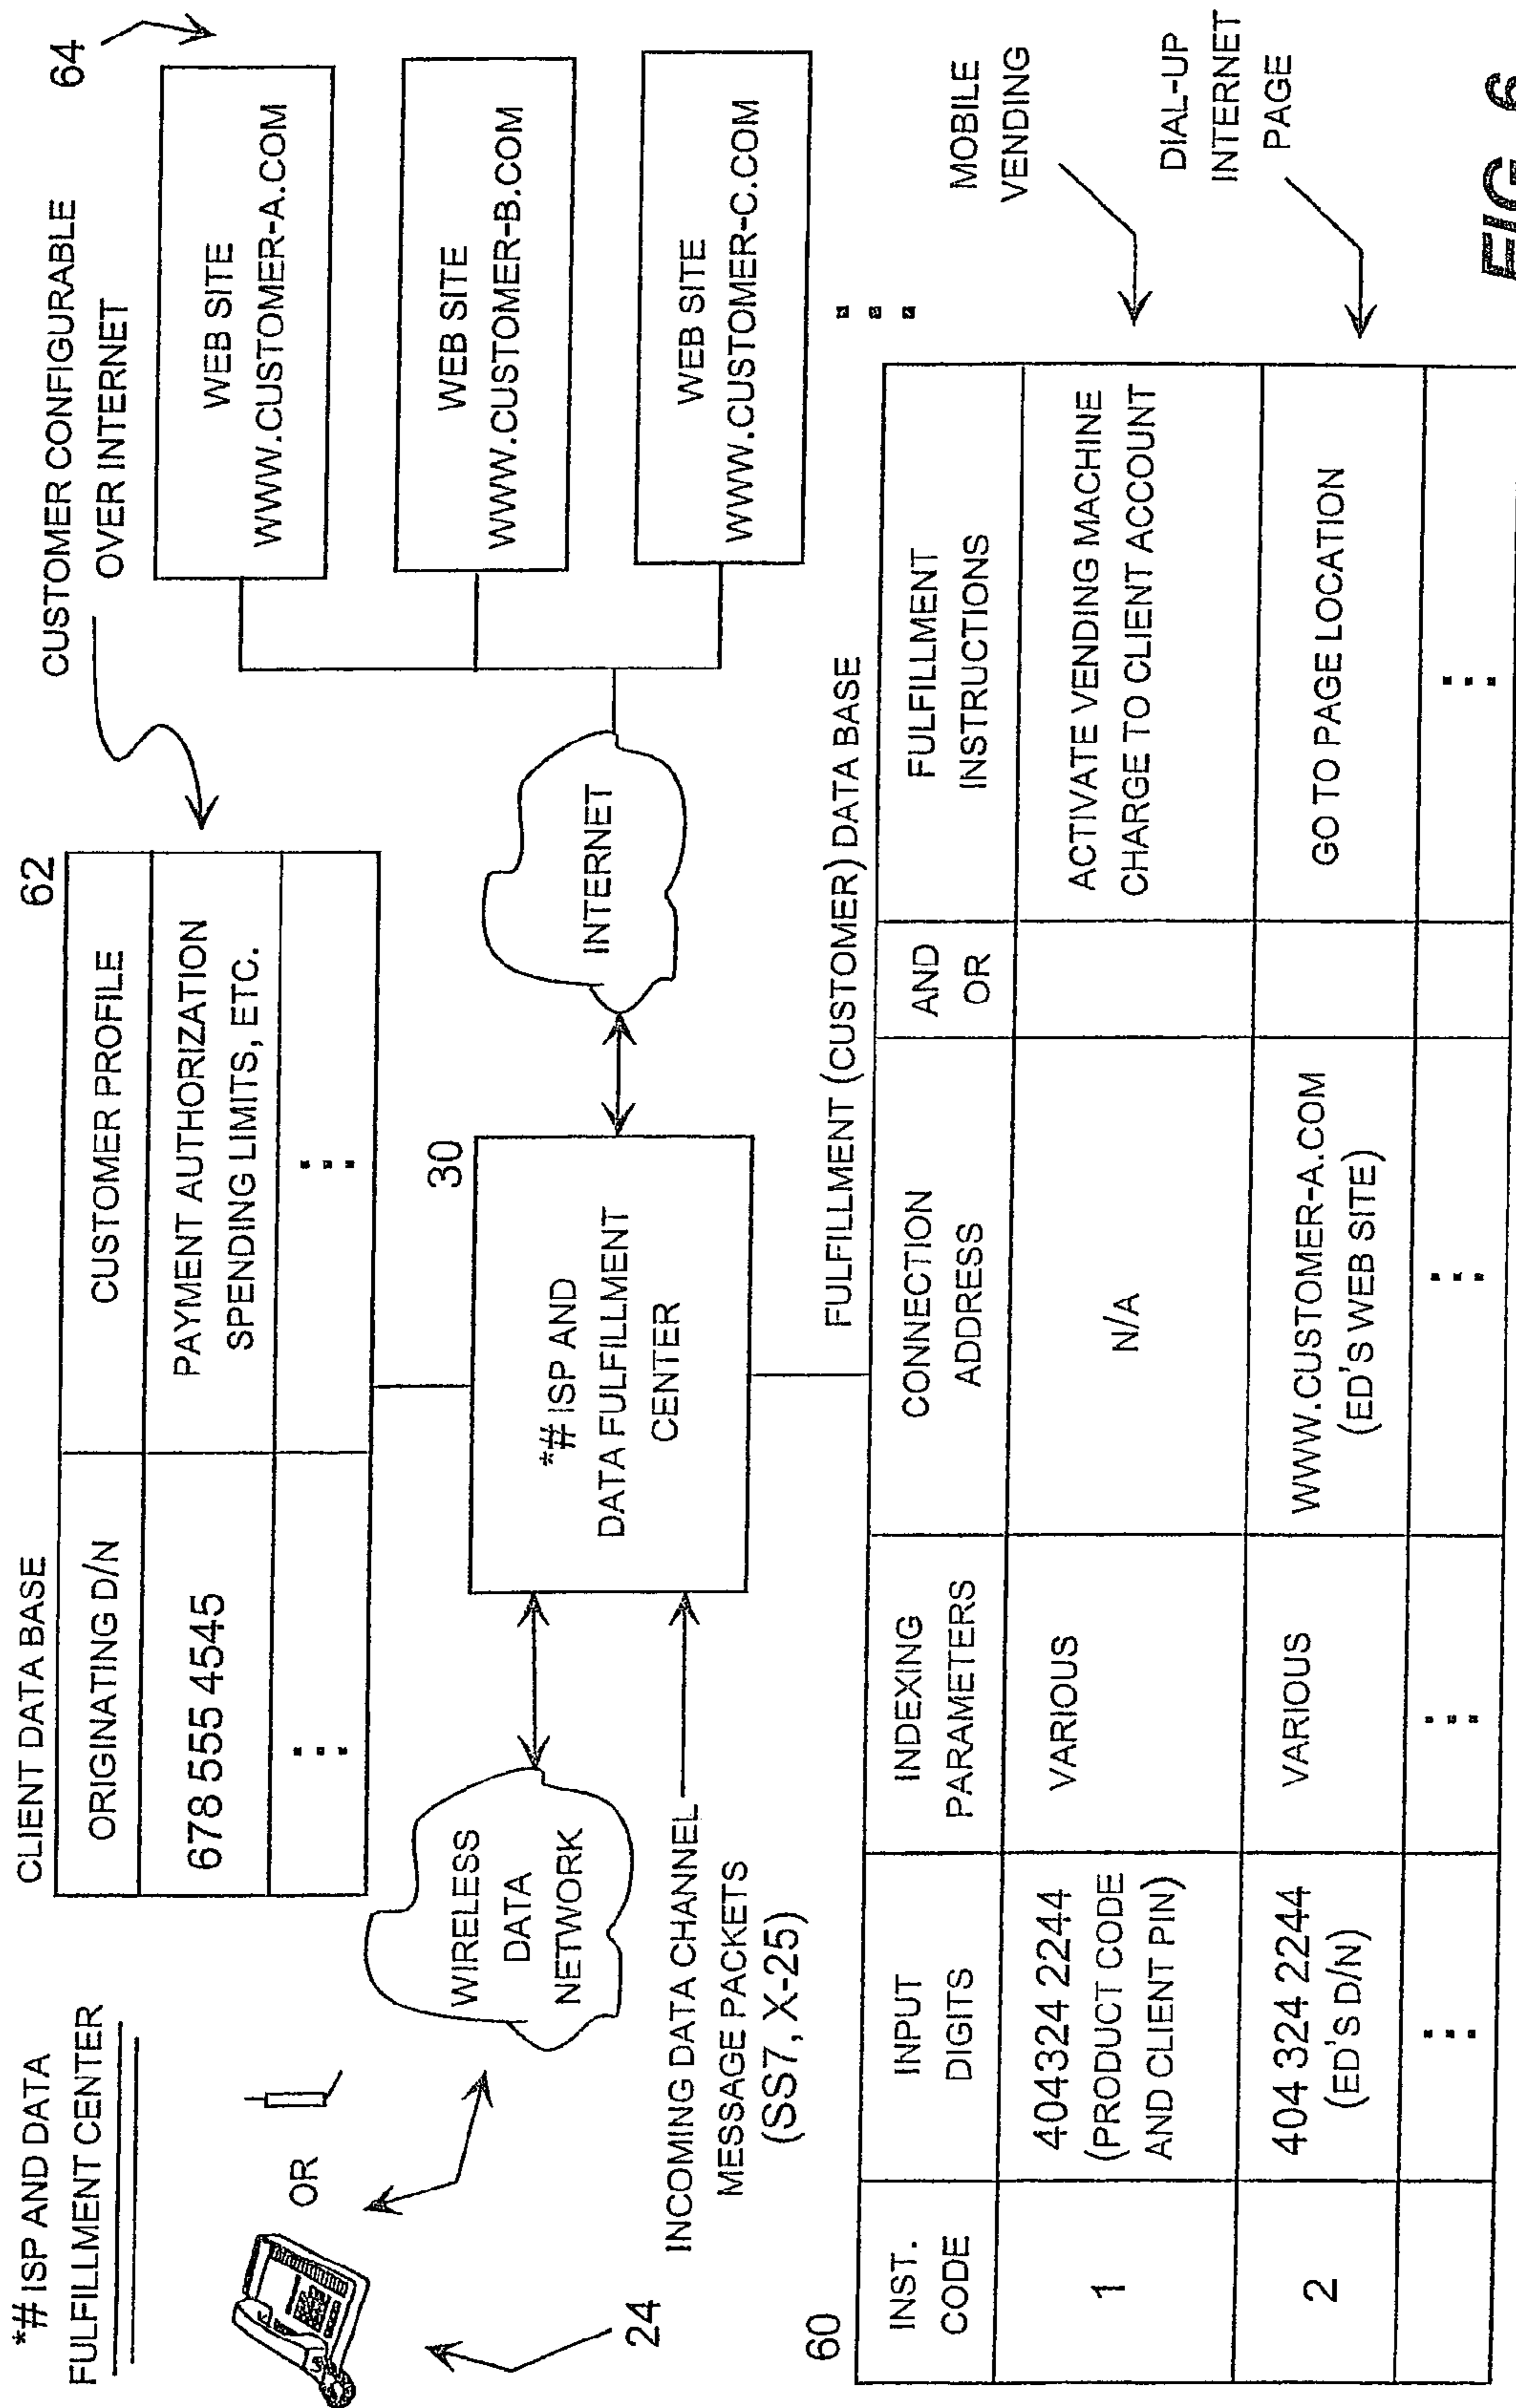 *# ISP AND DATA
FULFILLMENT CENTER
OR
24
WIRELESS
DATA
NETWORK
INCOMING DATA CHANNEL
MESSAGE PACKETS
(SS7, X-25)
CLIENT DATA BASE
62
ORIGINATING D/N
CUSTOMER PROFILE
678 555 4545
PAYMENT AUTHORIZATION
SPENDING LIMITS, ETC.
...
...
CUSTOMER CONFIGURABLE
OVER INTERNET
64
30
*# ISP AND
DATA FULFILLMENT
CENTER
INTERNET
WEB SITE
WWW.CUSTOMER-A.COM
WEB SITE
WWW.CUSTOMER-B.COM
WEB SITE
WWW.CUSTOMER-C.COM
...
60
FULFILLMENT (CUSTOMER) DATA BASE
INST.
CODE
INPUT
DIGITS
INDEXING
PARAMETERS
CONNECTION
ADDRESS
AND
OR
FULFILLMENT
INSTRUCTIONS
1
404324 2244
(PRODUCT CODE
AND CLIENT PIN)
VARIOUS
N/A
ACTIVATE VENDING MACHINE
CHARGE TO CLIENT ACCOUNT
MOBILE
VENDING
2
404 324 2244
(ED'S D/N)
VARIOUS
WWW.CUSTOMER-A.COM
(ED'S WEB SITE)
GO TO PAGE LOCATION
DIAL-UP
INTERNET
PAGE
...
...
...
...
FIG. 6